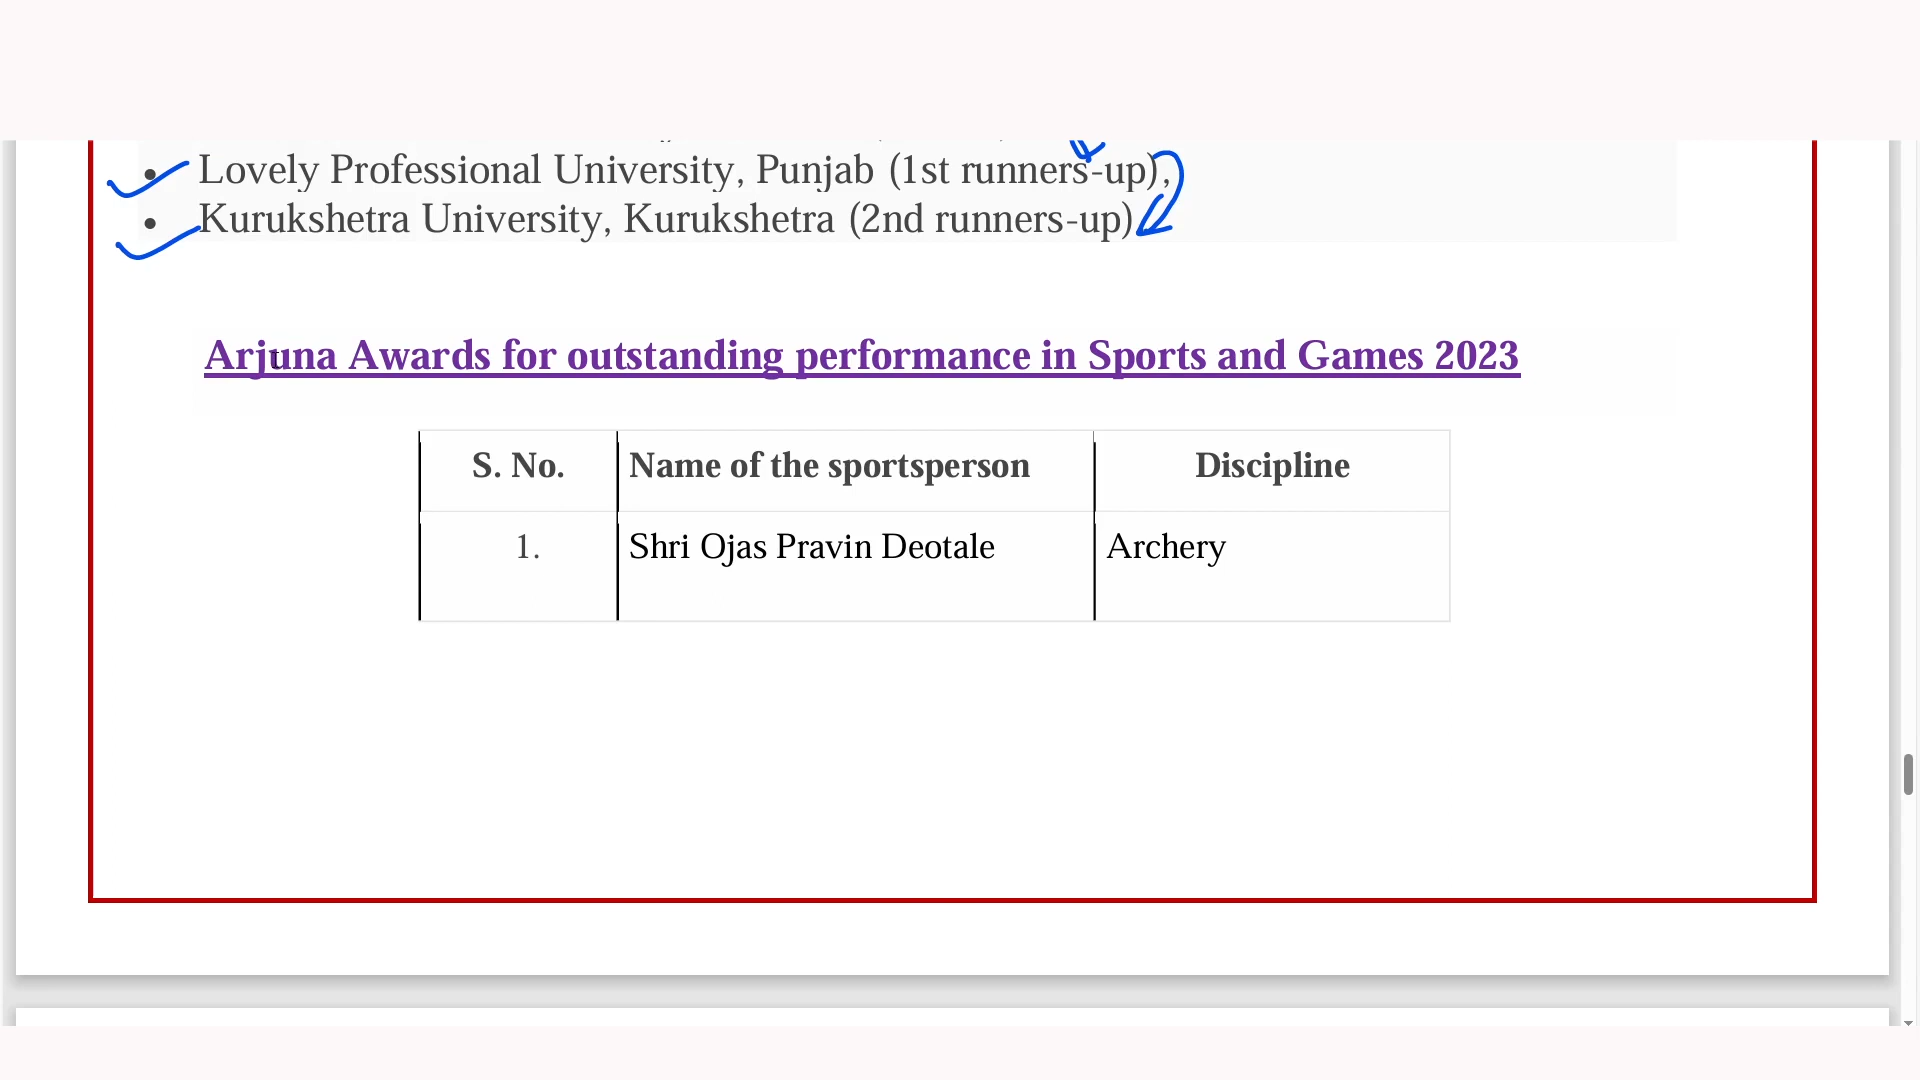 • Lovely Professional University, Punjab (1st runners-up),
• Kurukshetra University, Kurukshetra (2nd runners-up)
Arjuna Awards for outstanding performance in Sports and Games 2023
S. No. Name of the sportsperson Discipline
1. Shri Ojas Pravin Deotale Archery